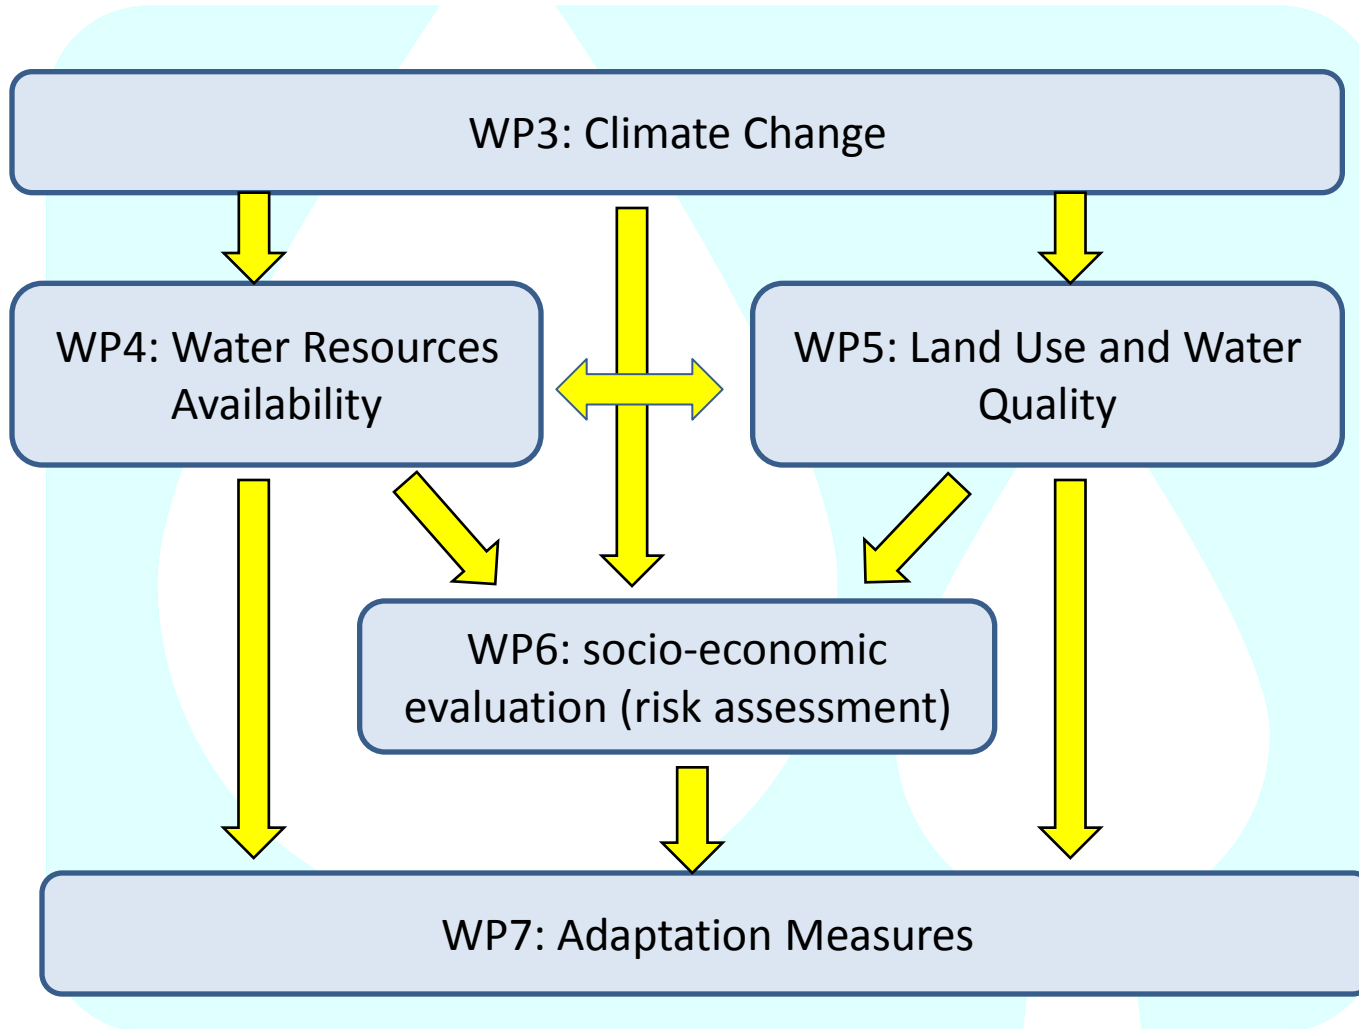 WP3: Climate Change
WP4: Water Resources
Availability
WP5: Land Use and Water
Quality
WP6: socio-economic
evaluation (risk assessment)
WP7: Adaptation Measures